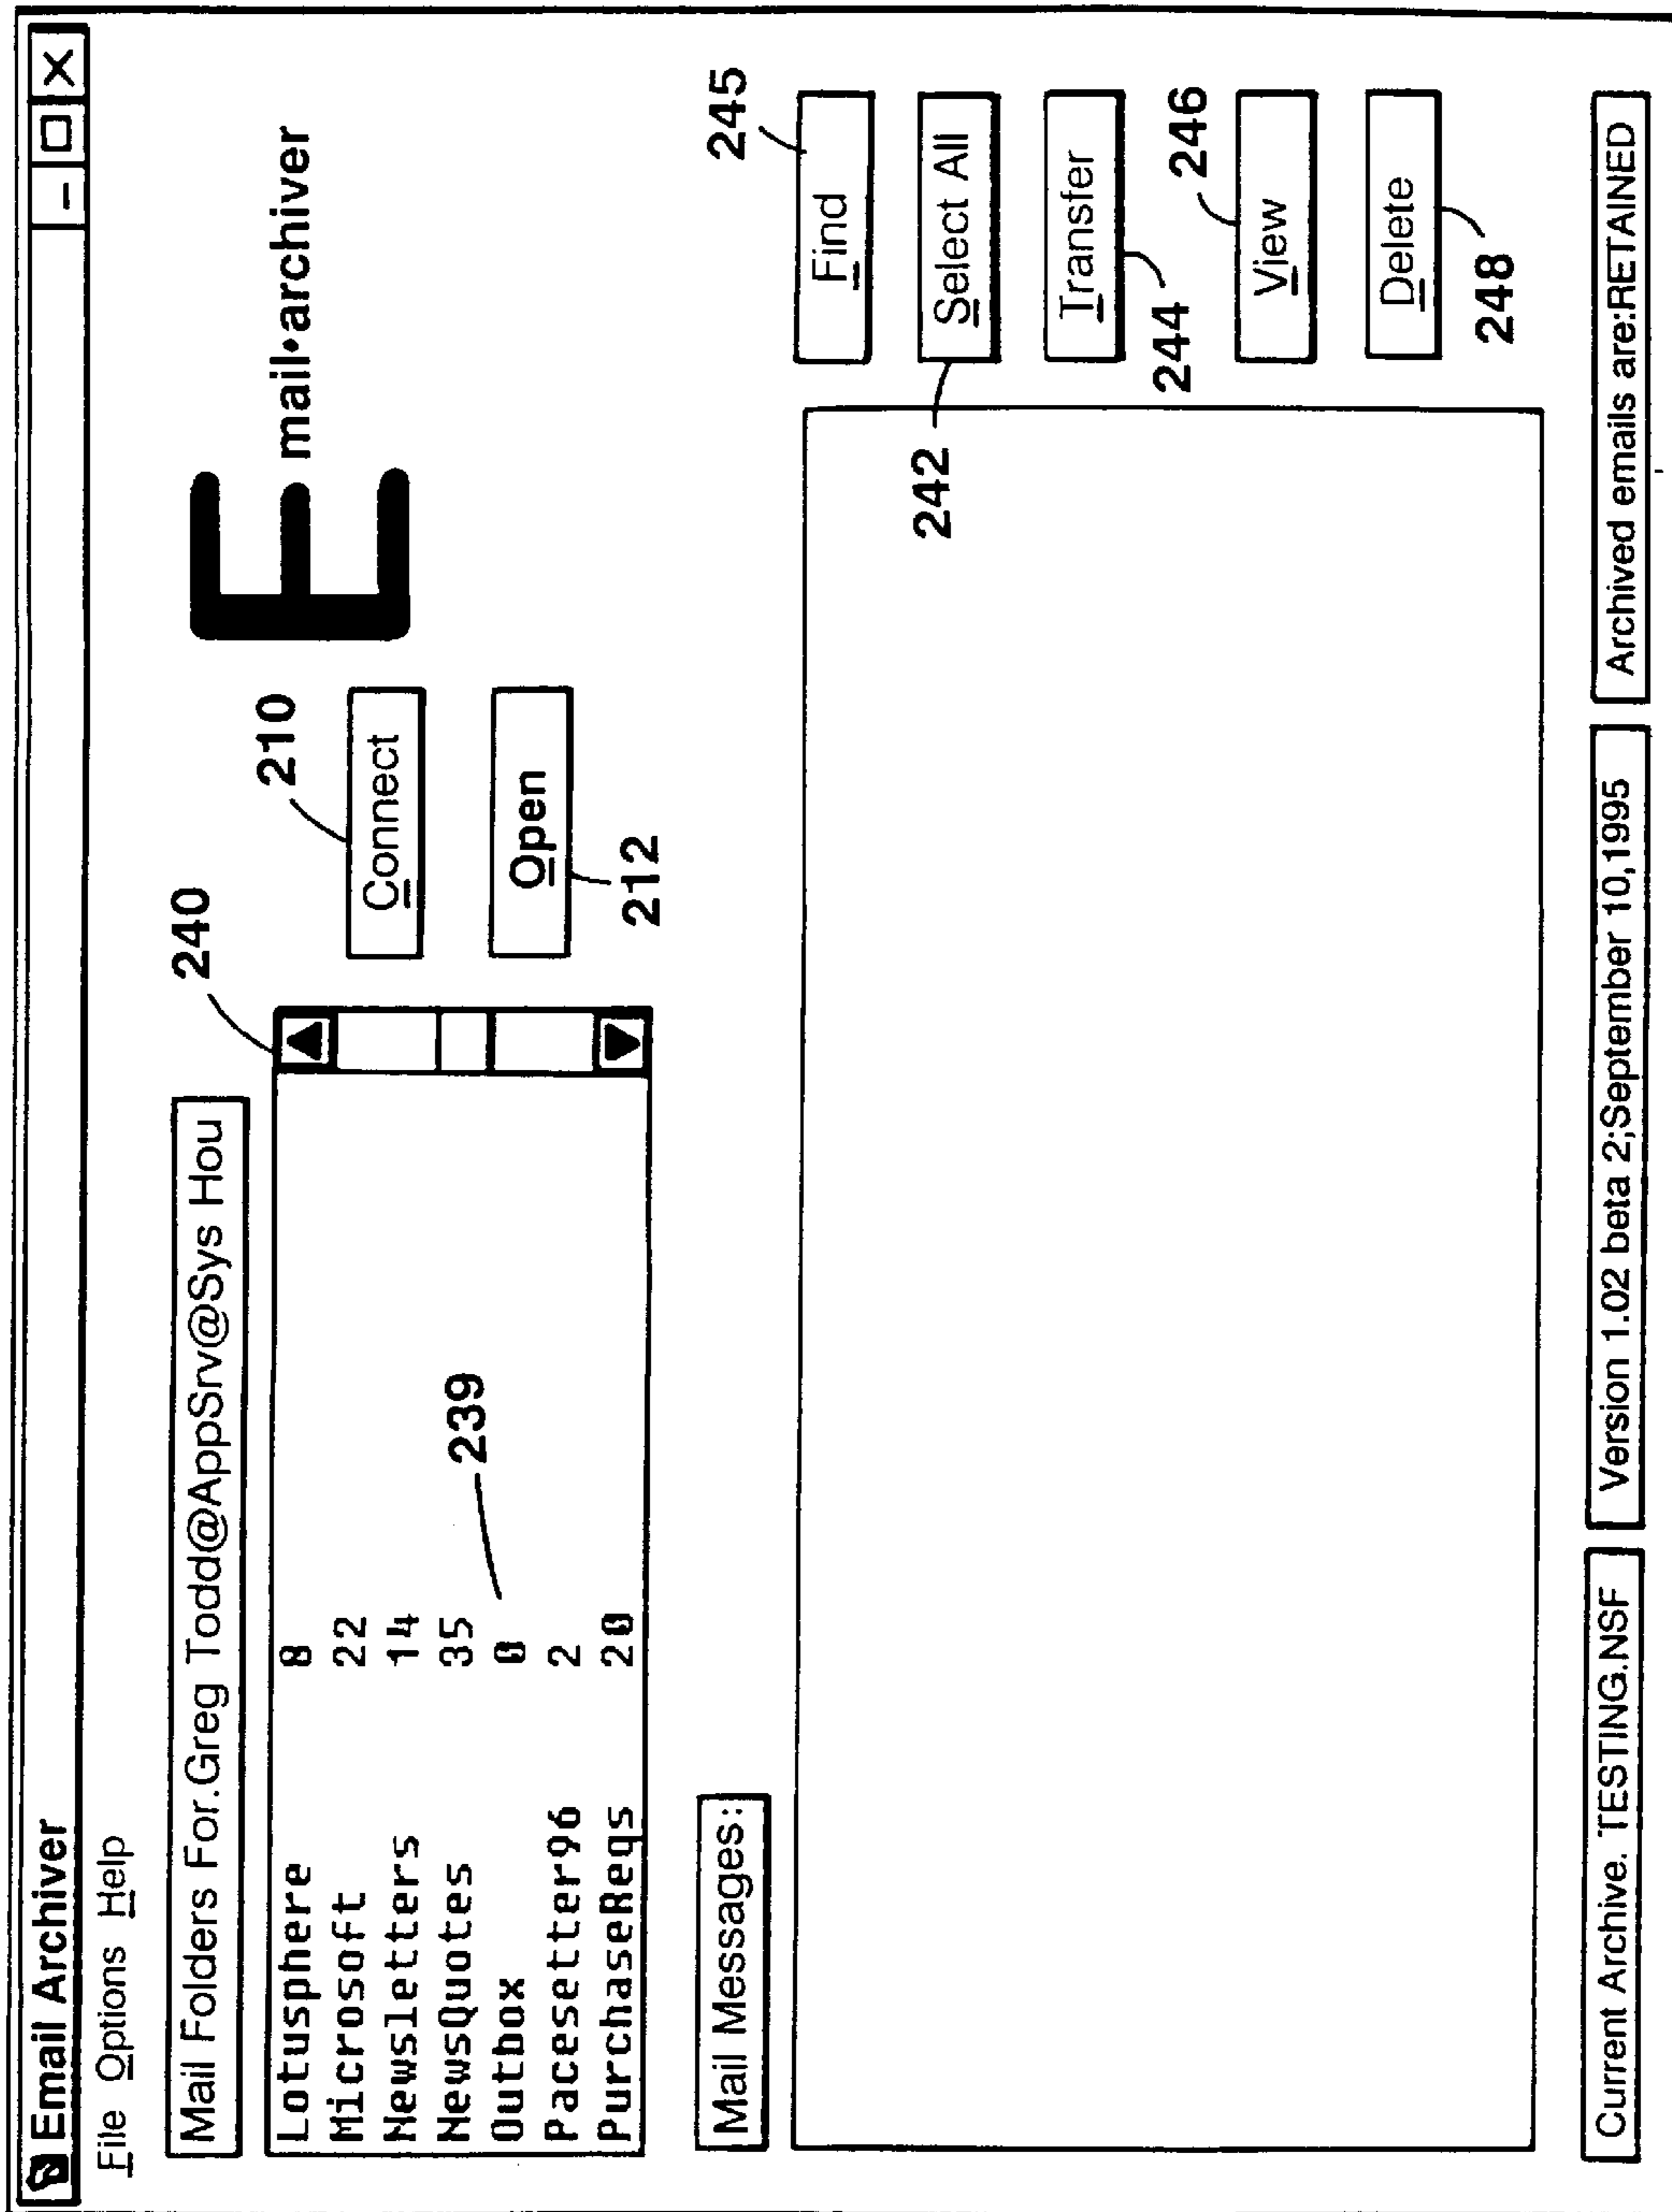 Email Archiver
File Options Help
Mail Folders For.Greg Todd@AppSrv@Sys Hou
240
Lotusphere 8
Microsoft 22
Newsletters 14
NewsQuotes 35
Outbox 0
Pacesetter96 2
PurchaseReqs 20
239
210
Connect
Open
212
E mail•archiver
Mail Messages:
245
Find
Select All
242
Transfer
244
246
View
Delete
248
Current Archive. TESTING.NSF
Version 1.02 beta 2;September 10,1995
Archived emails are:RETAINED